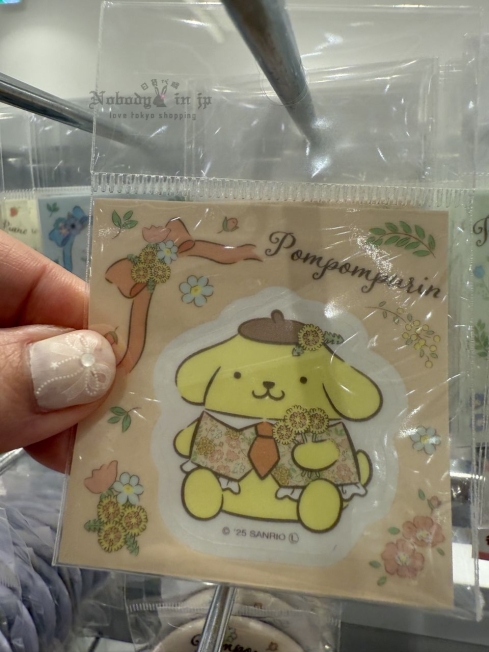 Nobody in jp
love tokyo shopping
Pompompurin
© '25 SANRIO Ⓛ